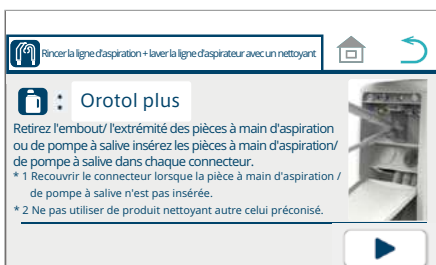 Rincer la ligne d'aspiration + laver la ligne d'aspirateur avec un nettoyant
: Orotol plus
Retirez l'embout/ l'extrémité des pièces à main d'aspiration
ou de pompe à salive insérez les pièces à main d'aspiration/
de pompe à salive dans chaque connecteur.
* 1 Recouvrir le connecteur lorsque la pièce à main d'aspiration /
de pompe à salive n'est pas insérée.
* 2 Ne pas utiliser de produit nettoyant autre celui préconisé.